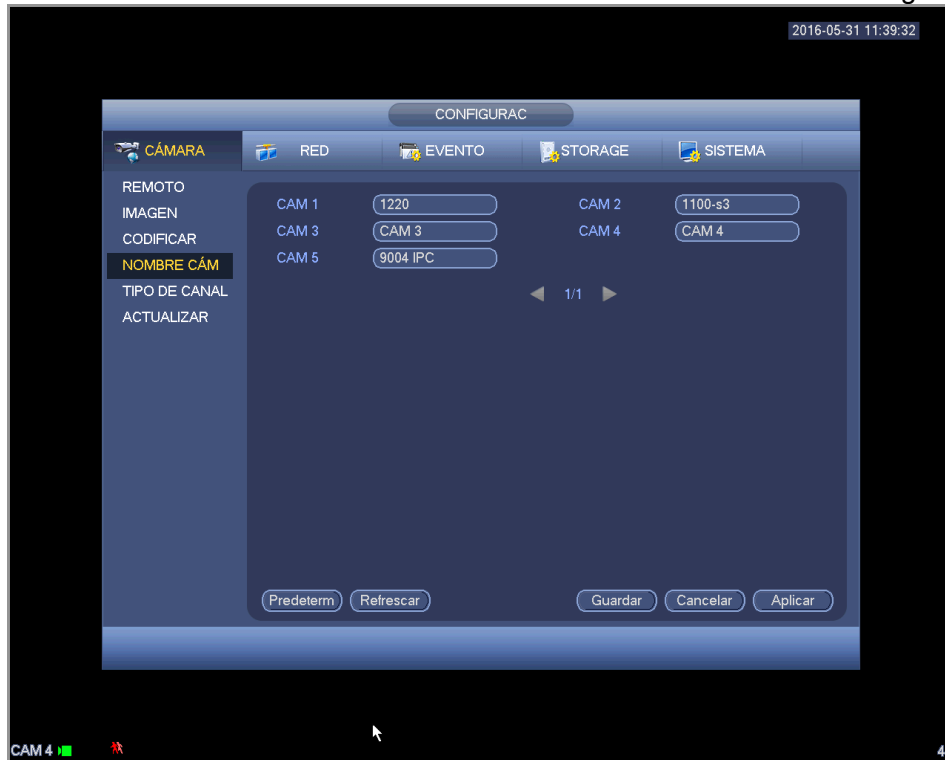 2016-05-31 11:39:32
CONFIGURAC
CÁMARA RED EVENTO STORAGE SISTEMA
REMOTO
IMAGEN
CODIFICAR
NOMBRE CÁM
TIPO DE CANAL
ACTUALIZAR
CAM 1 1220 CAM 2 1100-s3
CAM 3 CAM 3 CAM 4 CAM 4
CAM 5 9004 IPC
1/1
Predeterm Refrescar Guardar Cancelar Aplicar
CAM 4 4